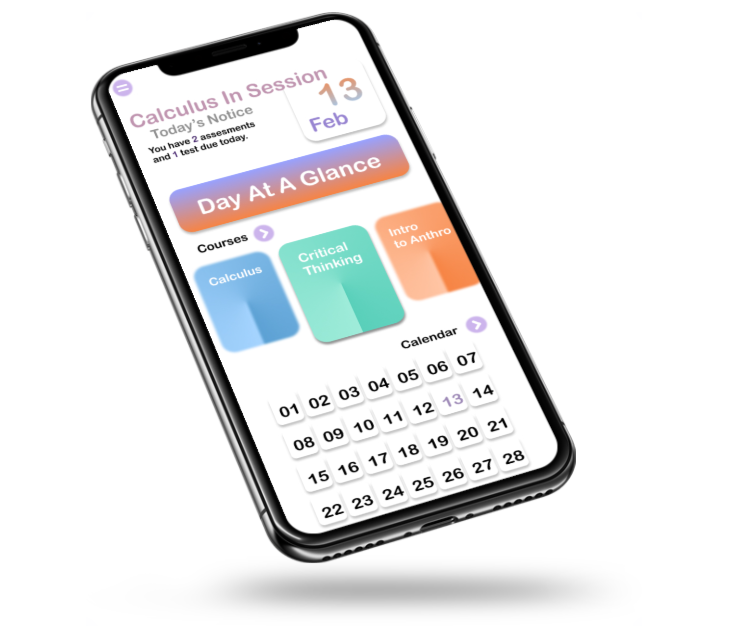 Calculus In Session
Today's Notice
You have 2 assesments
and 1 test due today.
13
Feb
Day At A Glance
Courses
Calculus
Critical
Thinking
Intro
to Anthro
Calendar
01 02 03 04 05 06 07
08 09 10 11 12 13 14
15 16 17 18 19 20 21
22 23 24 25 26 27 28